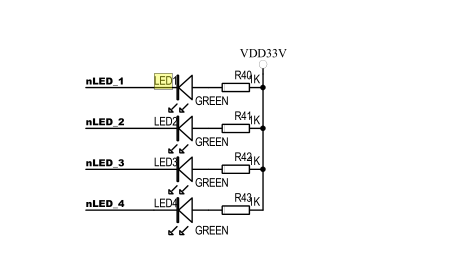 VDD33V
nLED_1 LED1 R40 1K
GREEN
nLED_2 LED2 R41 1K
GREEN
nLED_3 LED3 R42 1K
GREEN
nLED_4 LED4 R43 1K
GREEN